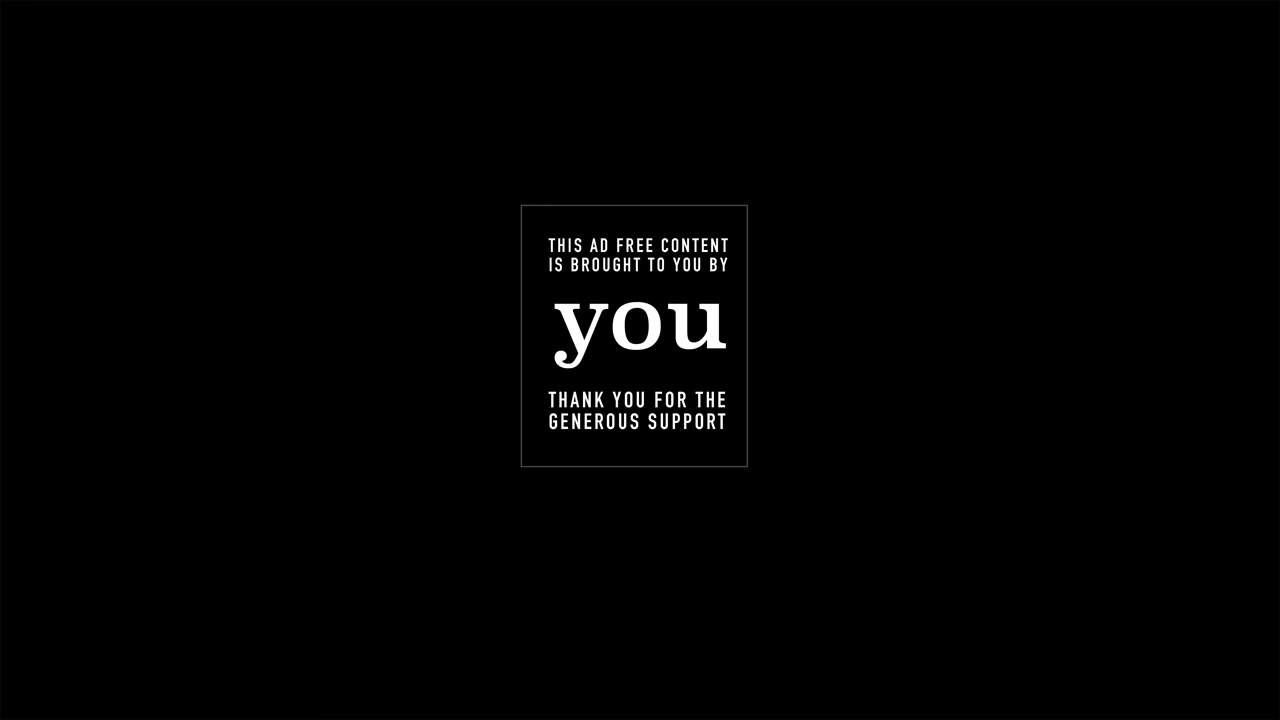 THIS AD FREE CONTENT
IS BROUGHT TO YOU BY
you
THANK YOU FOR THE
GENEROUS SUPPORT